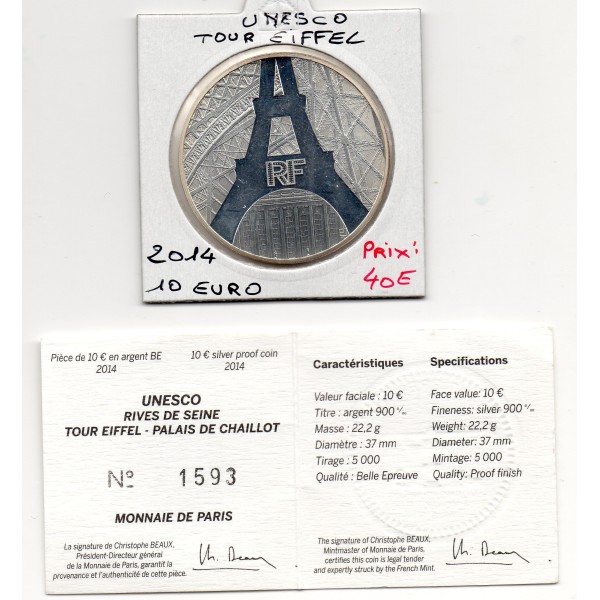 UNESCO
TOUR EIFFEL
RF
2014
10 EURO
Prix:
40E
Pièce de 10 € en argent BE
2014
10 € silver proof coin
2014
UNESCO
RIVES DE SEINE
TOUR EIFFEL - PALAIS DE CHAILLOT
Nº 1593
MONNAIE DE PARIS
La signature de Christophe BEAUX,
Président-Directeur général
de la Monnaie de Paris, garantit la
provenance et l'authenticité de cette pièce.
Ch. Beaux
Caractéristiques
Valeur faciale : 10 €
Titre : argent 900 °/°°
Masse : 22,2 g
Diamètre : 37 mm
Tirage : 5 000
Qualité : Belle Epreuve
Specifications
Face value: 10 €
Fineness: silver 900 °/°°
Weight: 22,2 g
Diameter: 37 mm
Mintage: 5 000
Quality: Proof finish
The signature of Christophe BEAUX,
Mintmaster of Monnaie de Paris,
certifies this coin is legal tender
and expertly struck by the French Mint.
Ch. Beaux